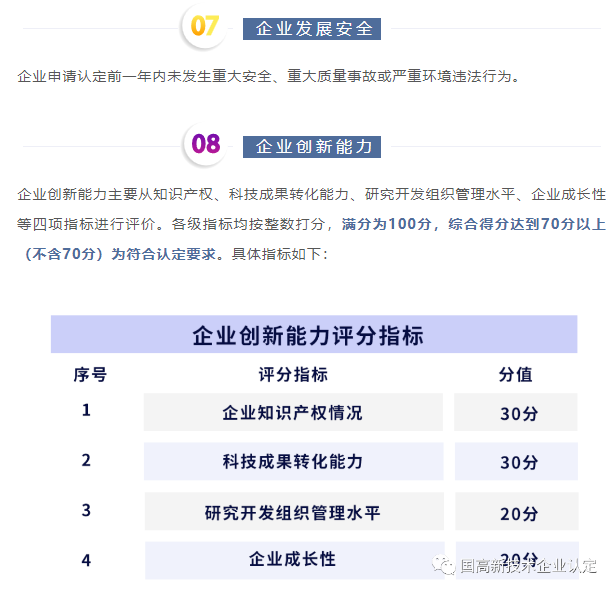 07 企业发展安全
企业申请认定前一年内未发生重大安全、重大质量事故或严重环境违法行为。
08 企业创新能力
企业创新能力主要从知识产权、科技成果转化能力、研究开发组织管理水平、企业成长性
等四项指标进行评价。各级指标均按整数打分，满分为100分，综合得分达到70分以上
（不含70分）为符合认定要求。具体指标如下：
企业创新能力评分指标
序号 评分指标 分值
1 企业知识产权情况 30分
2 科技成果转化能力 30分
3 研究开发组织管理水平 20分
4 企业成长性 20分
国高新技术企业认定